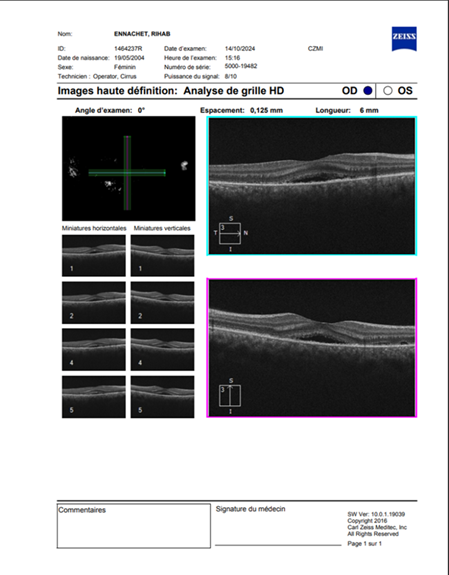 ZEISS
Nom: ENNACHET, RIHAB
ID: 1464237R Date d'examen: 14/10/2024 CZMI
Date de naissance: 19/05/2004 Heure de l'examen: 15:16
Sexe: Féminin Numéro de série: 5000-19482
Technicien : Operator, Cirrus Puissance du signal: 8/10
Images haute définition: Analyse de grille HD OD OS
Angle d'examen: 0° Espacement: 0,125 mm Longueur: 6 mm
S
3
T N
I
Miniatures horizontales Miniatures verticales
1 1
2 2
4 4
5 5
S
3
I
Commentaires
Signature du médecin
SW Ver: 10.0.1.19039
Copyright 2016
Carl Zeiss Meditec, Inc
All Rights Reserved
Page 1 sur 1